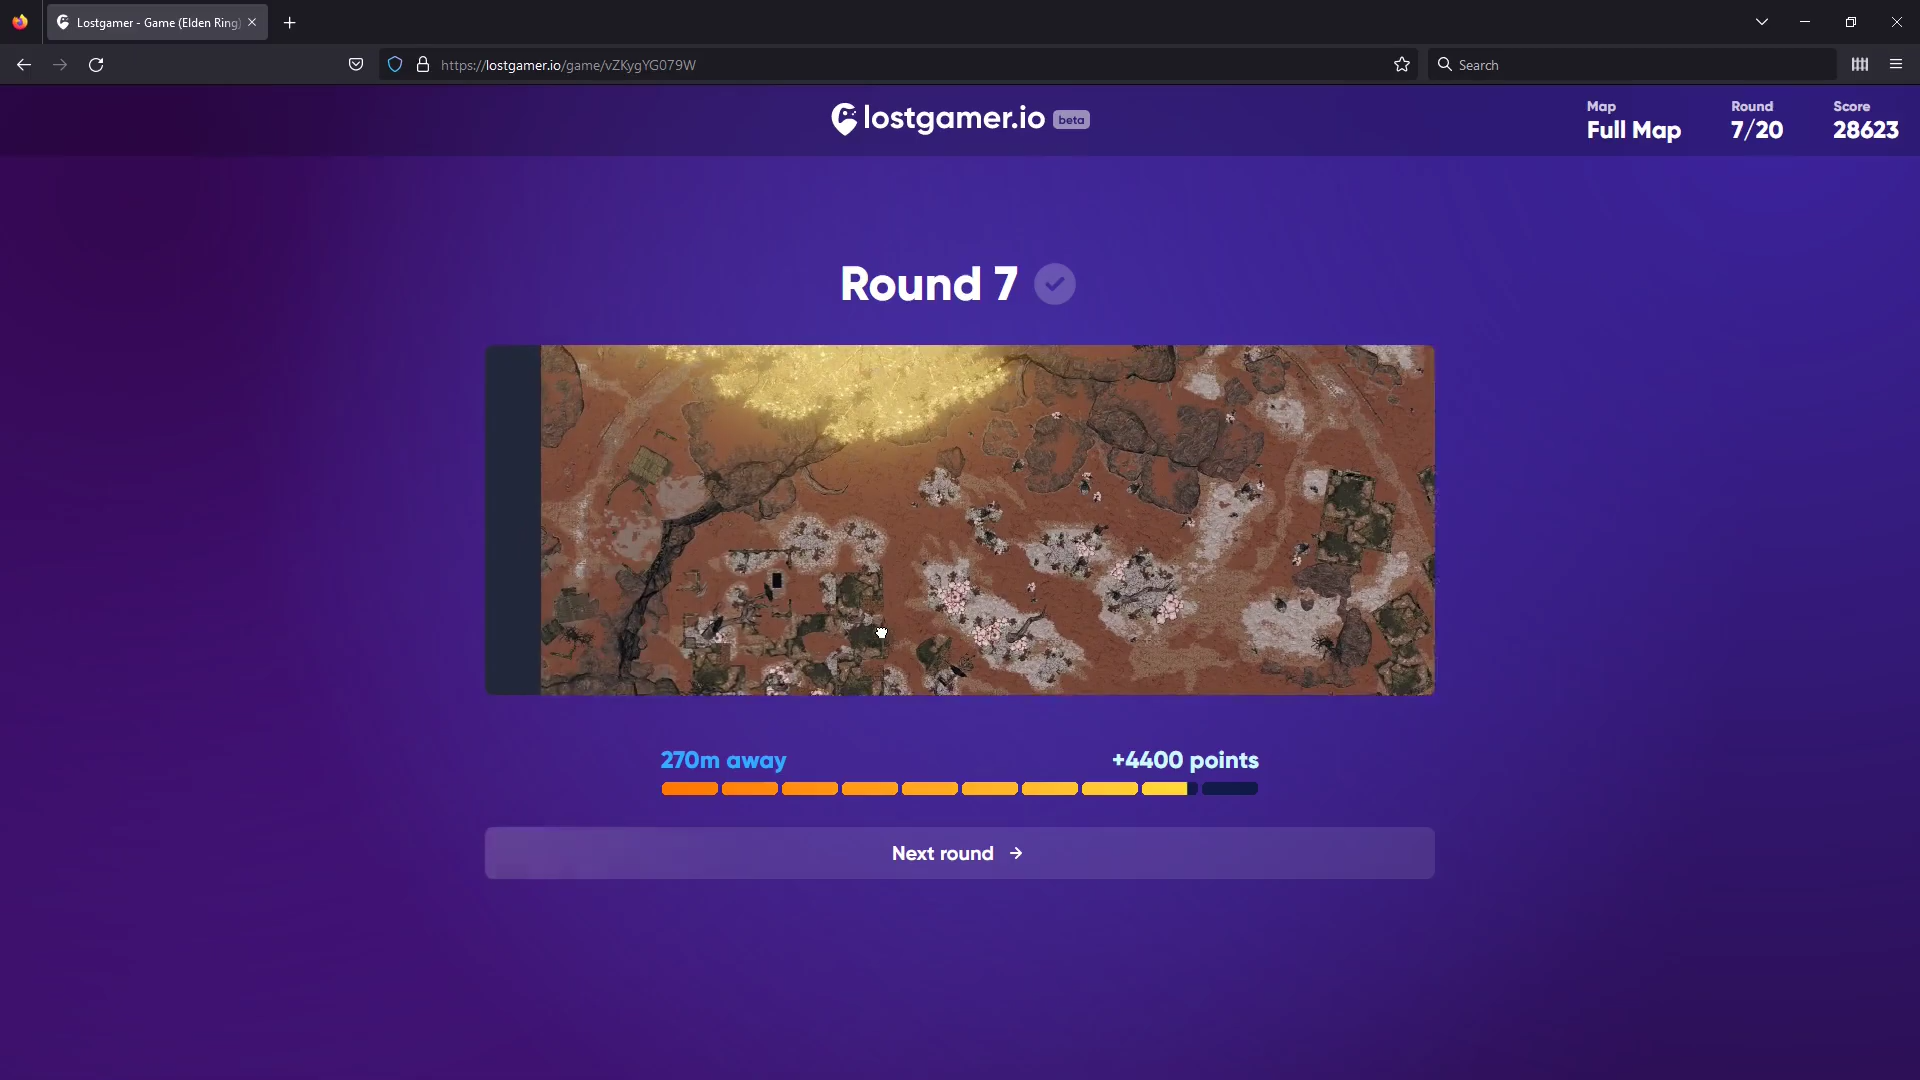 Lostgamer - Game (Elden Ring)
https://lostgamer.io/game/vZKygYG079W
Search
lostgamer.io beta
Map
Full Map
Round
7/20
Score
28623
Round 7
270m away
+4400 points
Next round